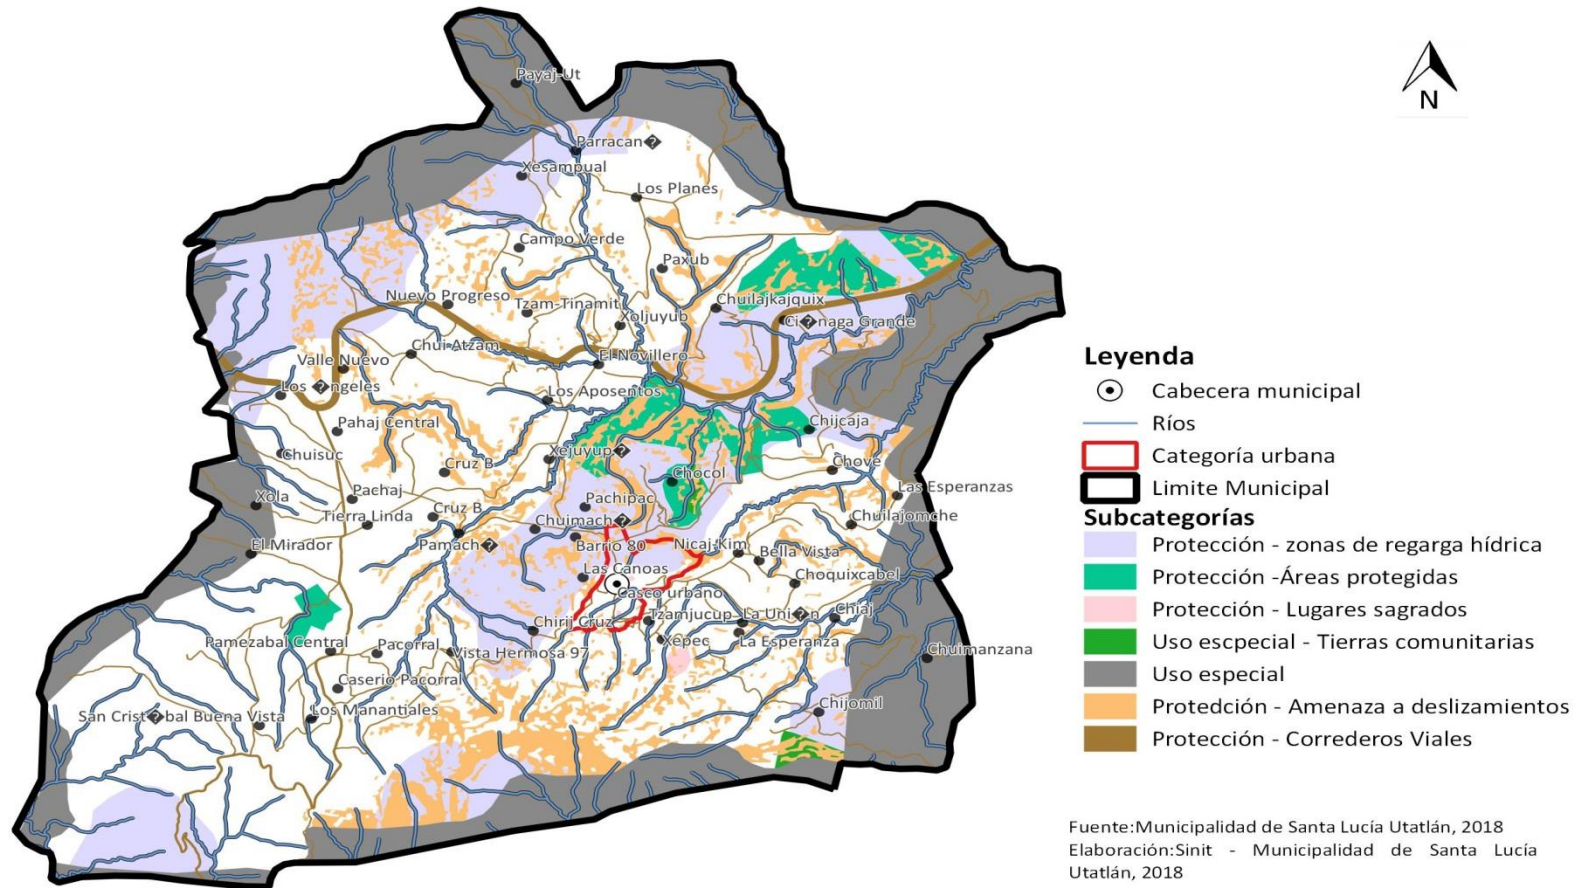 Payaj-Ut
N
Parracan�
Xesampual
Los Planes
Campo Verde
Paxub
Nuevo Progreso
Tzam-Tinamit
Chuilajkajquix
Xoljuyub
Ci�naga Grande
Chui Atzam
Valle Nuevo
El Novillero
Los �ngeles
Los Aposentos
Pahaj Central
Chijcaja
Chuisuc
Cruz B
Xejuyup�
Chocol
Chove
Las Esperanzas
Xola
Pachaj
Pachipac
Tierra Linda
Cruz B
Chuimach�
Chuilajomche
El Mirador
Pamach�
Barrio 80
Nicaj-Kim
Bella Vista
Las Canoas
Choquixcabel
Casco urbano
Chirij Cruz
Tzamjucup
La Uni�n
Chiaj
Pamezabal Central
Pacorral
Vista Hermosa 97
Xepec
La Esperanza
Chuimanzana
Caserio Pacorral
San Crist�bal Buena Vista
Los Manantiales
Chijomil
Leyenda
Cabecera municipal
Ríos
Categoría urbana
Limite Municipal
Subcategorías
Protección - zonas de regarga hídrica
Protección -Áreas protegidas
Protección - Lugares sagrados
Uso escpecial - Tierras comunitarias
Uso especial
Protedción - Amenaza a deslizamientos
Protección - Correderos Viales
Fuente:Municipalidad de Santa Lucía Utatlán, 2018
Elaboración:Sinit - Municipalidad de Santa Lucía
Utatlán, 2018